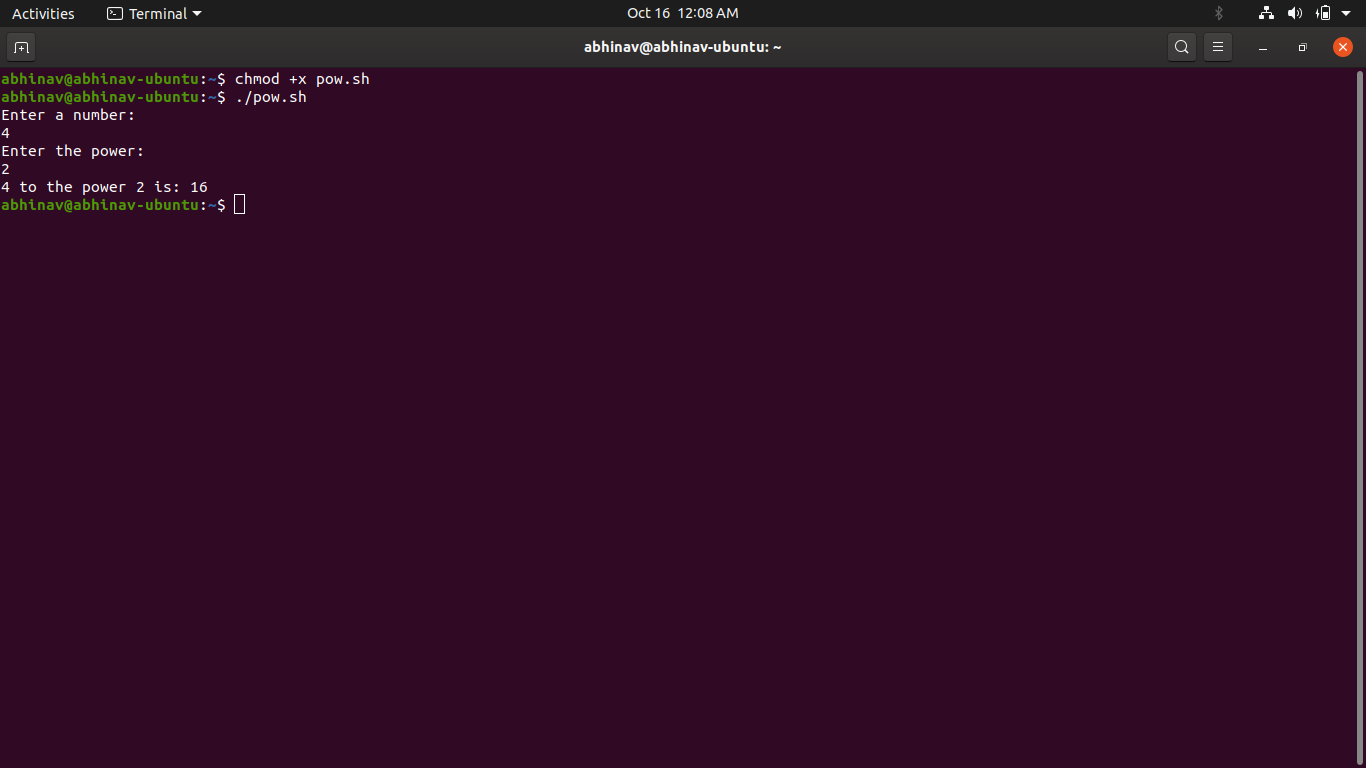 Activities Terminal Oct 16 12:08 AM
abhinav@abhinav-ubuntu: ~
abhinav@abhinav-ubuntu:~$ chmod +x pow.sh
abhinav@abhinav-ubuntu:~$ ./pow.sh
Enter a number:
4
Enter the power:
2
4 to the power 2 is: 16
abhinav@abhinav-ubuntu:~$